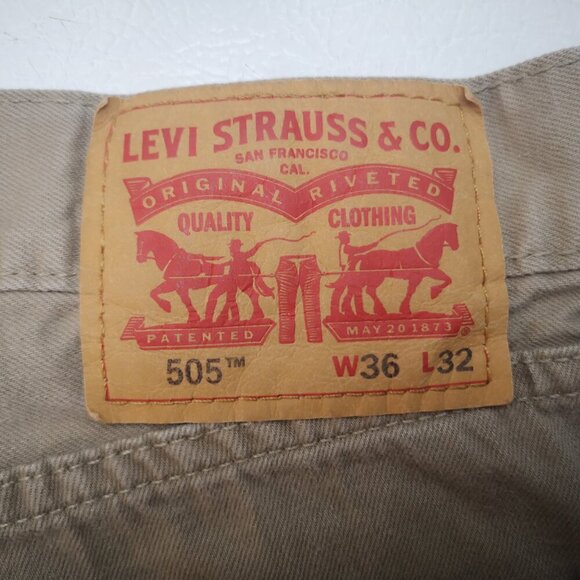 LEVI STRAUSS & CO.
SAN FRANCISCO
CAL.
ORIGINAL RIVETED
QUALITY CLOTHING
PATENTED MAY 20 1873 ®
505™ W36 L32